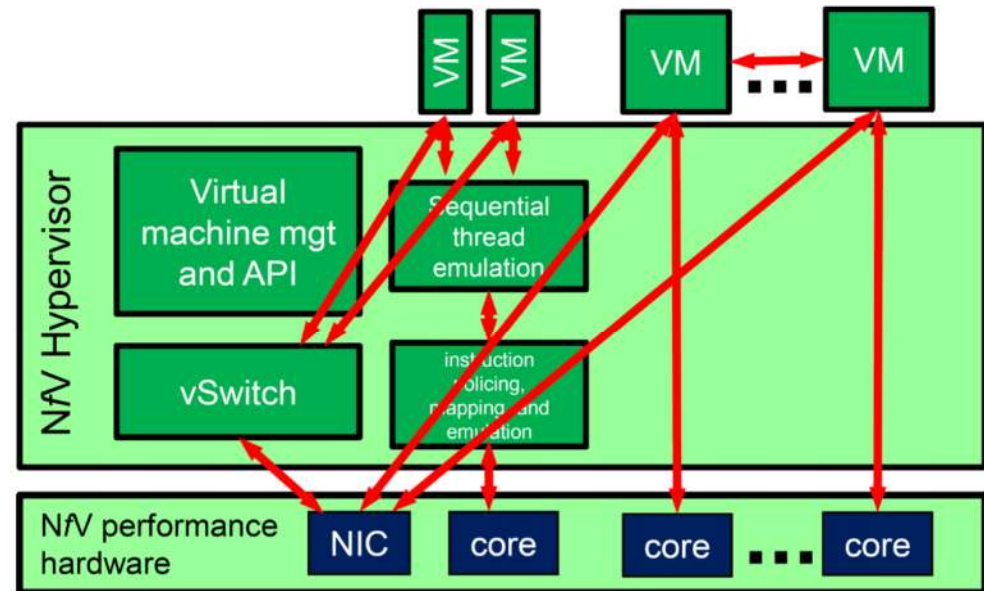 VM
VM
VM
VM
NfV Hypervisor
Virtual
machine mgt
and API
Sequential
thread
emulation
vSwitch
instruction
policing,
mapping, and
emulation
NfV performance
hardware
NIC
core
core
core